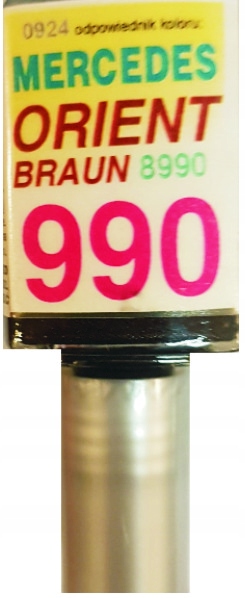 0924 odpowiednik koloru:
MERCEDES
ORIENT
BRAUN 8990
990